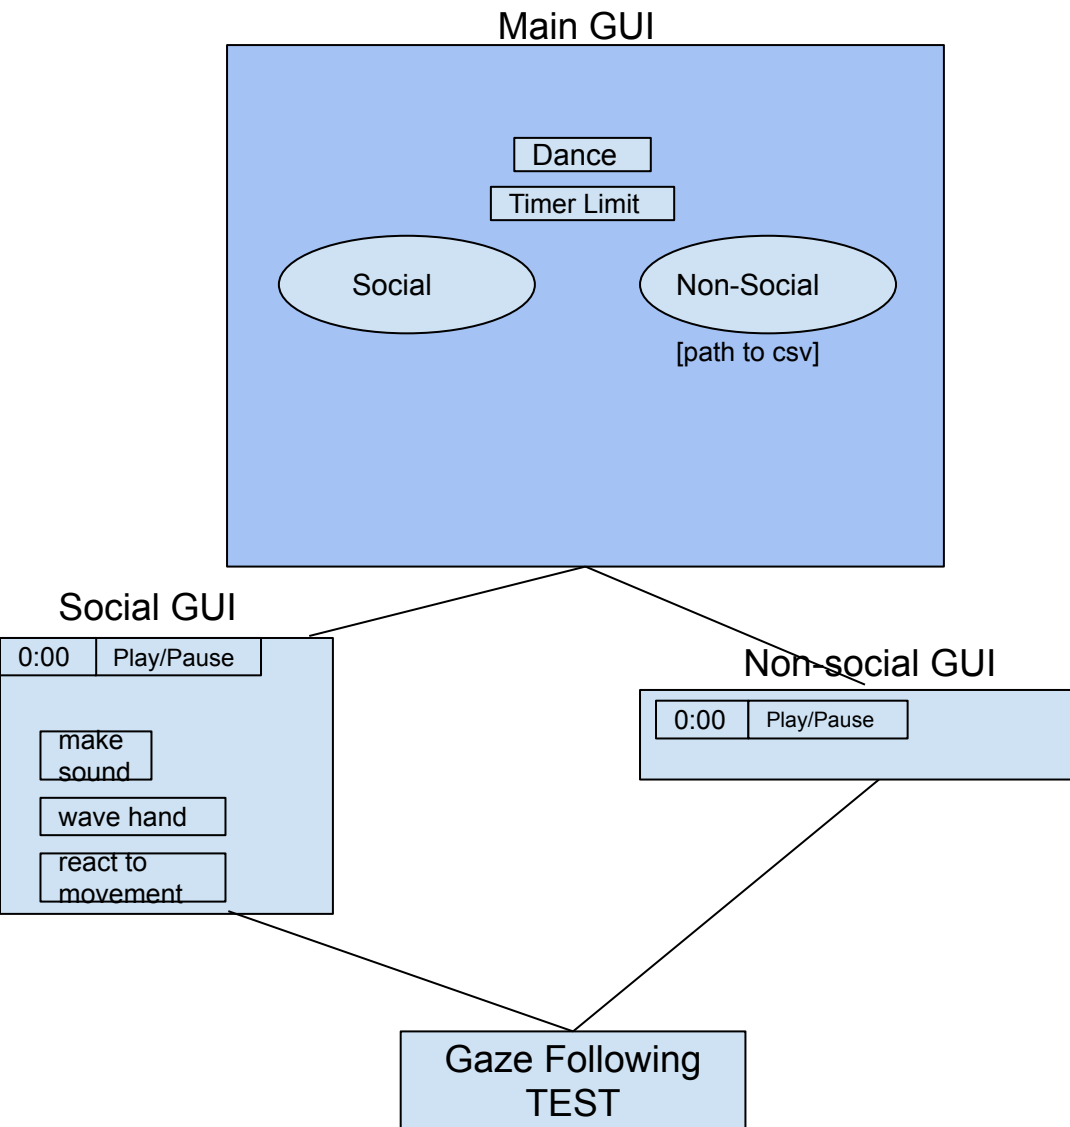 Main GUI
Dance
Timer Limit
Social
Non-Social
[path to csv]
Social GUI
0:00
Play/Pause
make
sound
wave hand
react to
movement
Non-social GUI
0:00
Play/Pause
Gaze Following
TEST